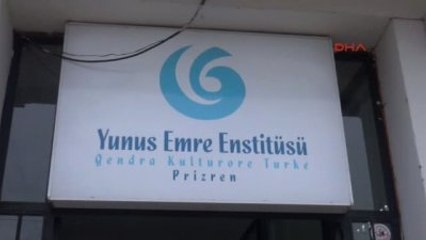 DHA
Yunus Emre Enstitüsü
Qendra Kulturore Turke
Prizren